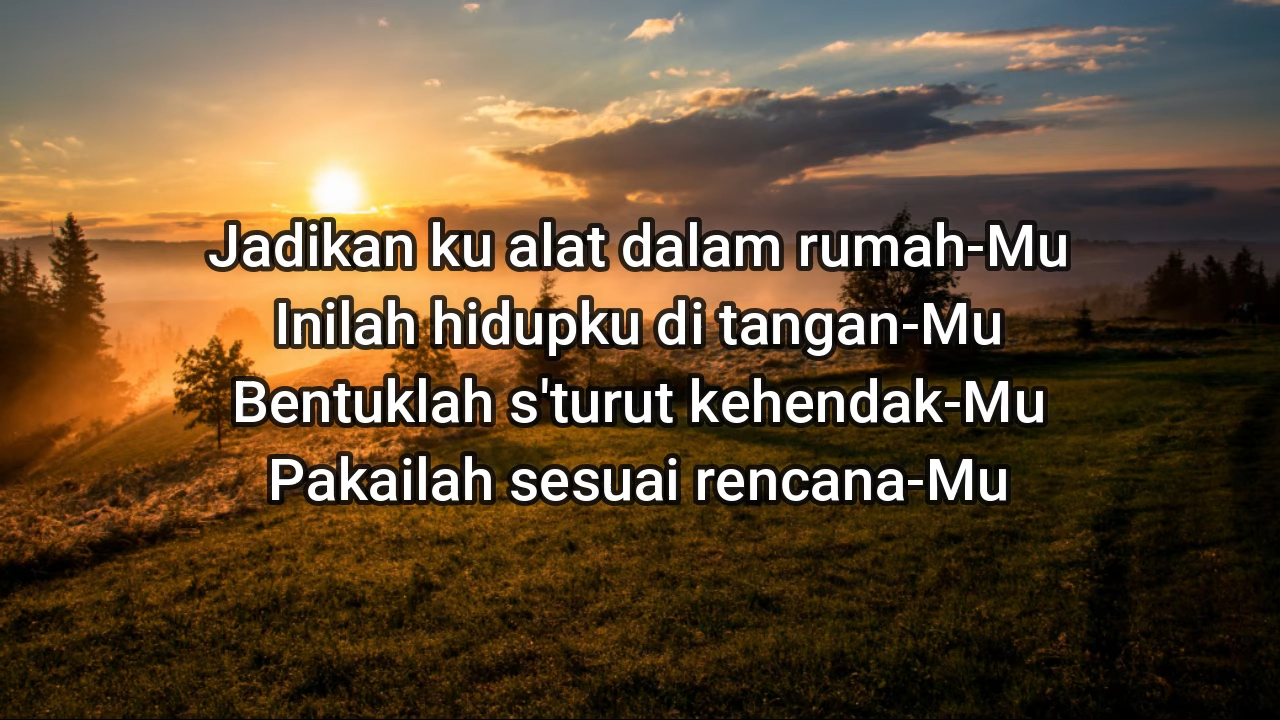 Jadikan ku alat dalam rumah-Mu
Inilah hidupku di tangan-Mu
Bentuklah s'turut kehendak-Mu
Pakailah sesuai rencana-Mu